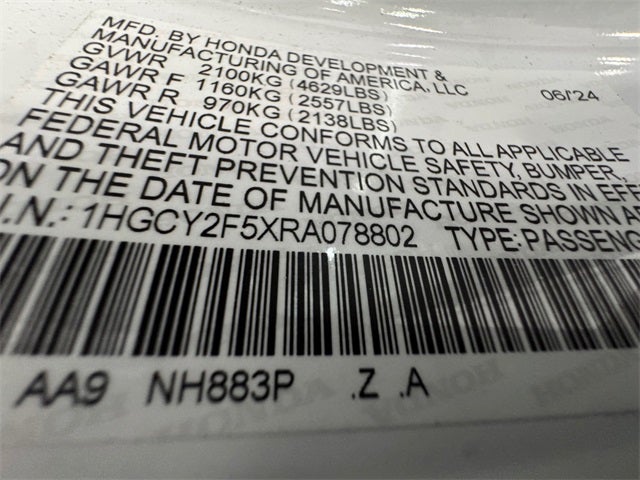 MFD. BY HONDA DEVELOPMENT &
MANUFACTURING OF AMERICA, LLC
GVWR 2100KG (4629LBS) 06/'24
GAWR F 1160KG (2557LBS)
GAWR R 970KG (2138LBS)
THIS VEHICLE CONFORMS TO ALL APPLICABLE
FEDERAL MOTOR VEHICLE SAFETY, BUMPER,
AND THEFT PREVENTION STANDARDS IN EFFE
ON THE DATE OF MANUFACTURE SHOWN A
I.N.: 1HGCY2F5XRA078802 TYPE: PASSENG
AA9 NH883P .Z .A
HONDA